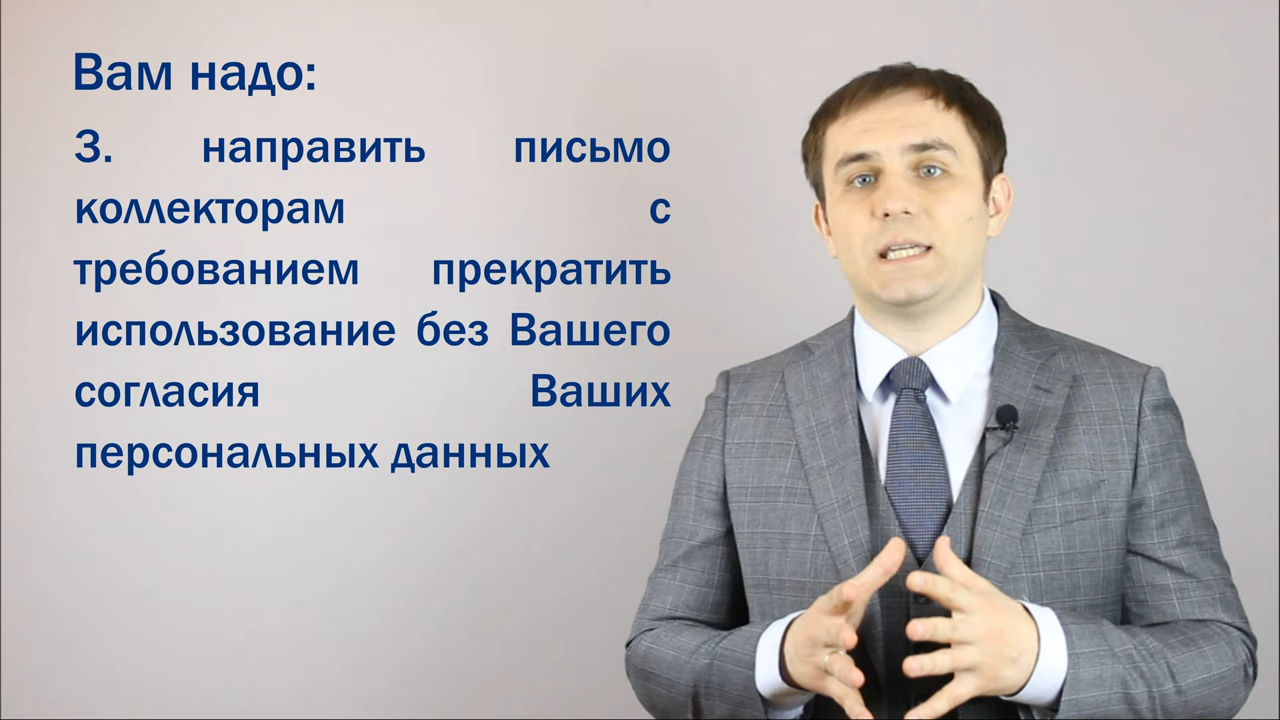 Вам надо:
3. направить письмо
коллекторам с
требованием прекратить
использование без Вашего
согласия Ваших
персональных данных